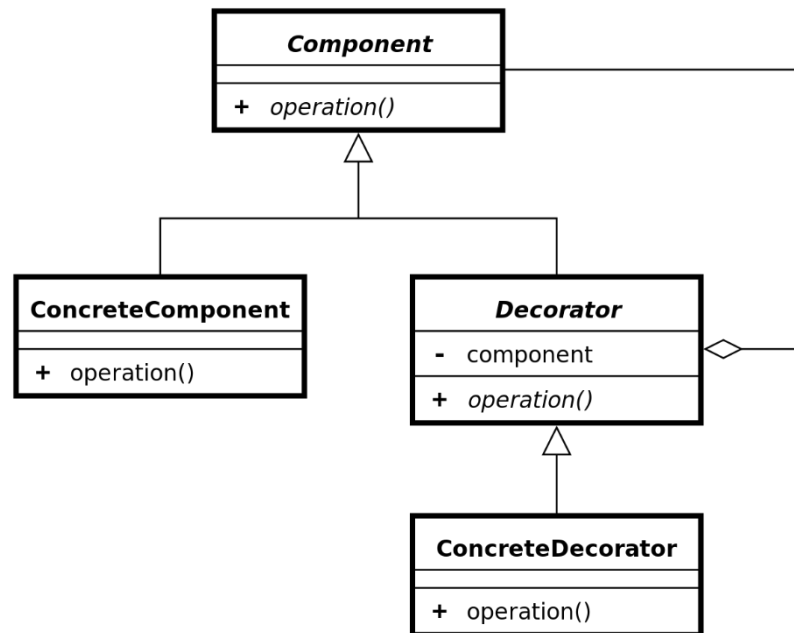 Component
+ operation()
ConcreteComponent
+ operation()
Decorator
- component
+ operation()
ConcreteDecorator
+ operation()